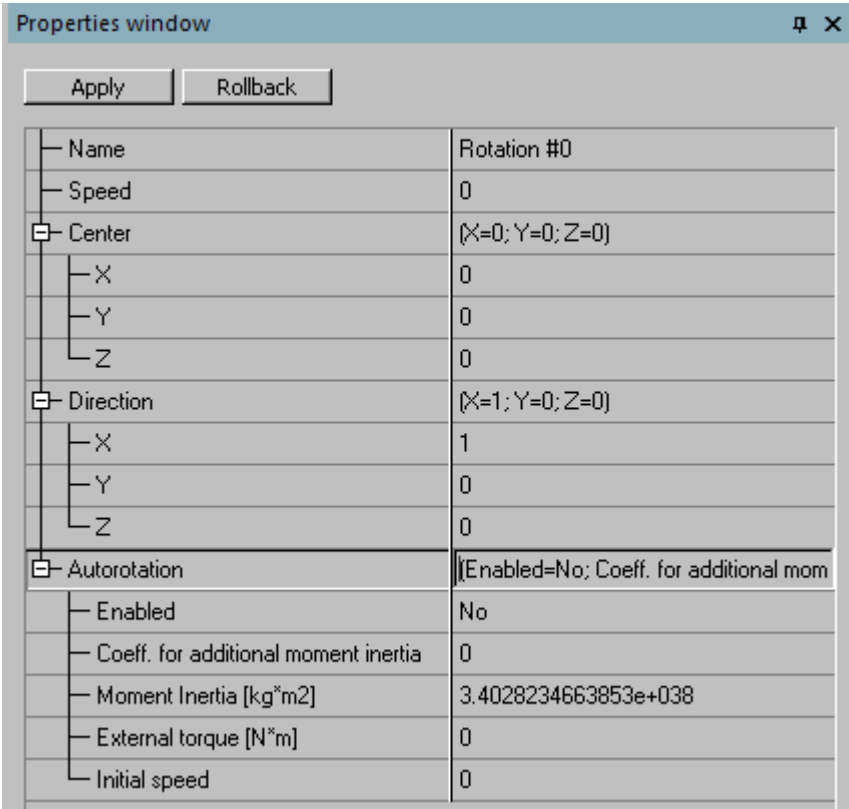 Properties window
Apply Rollback
Name Rotation #0
Speed 0
Center (X=0; Y=0; Z=0)
X 0
Y 0
Z 0
Direction (X=1; Y=0; Z=0)
X 1
Y 0
Z 0
Autorotation (Enabled=No; Coeff. for additional mom
Enabled No
Coeff. for additional moment inertia 0
Moment Inertia [kg*m2] 3.4028234663853e+038
External torque [N*m] 0
Initial speed 0